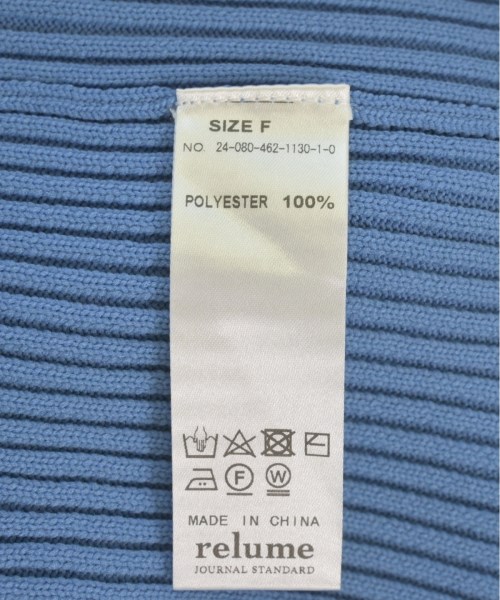 SIZE F
NO. 24-080-462-1130-1-0
POLYESTER 100%
F W
MADE IN CHINA
relume
JOURNAL STANDARD